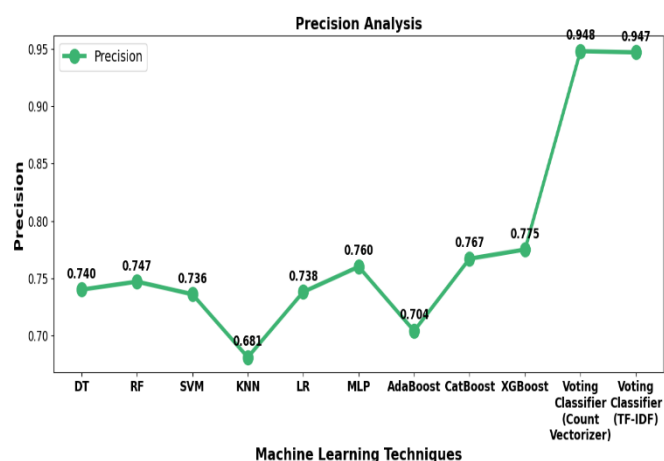 Precision Analysis
0.95
0.90
0.85
0.80
0.75
0.70
Precision
Precision
0.740
0.747
0.736
0.681
0.738
0.760
0.704
0.767
0.775
0.948
0.947
DT
RF
SVM
KNN
LR
MLP
AdaBoost
CatBoost
XGBoost
Voting
Classifier
(Count
Vectorizer)
Voting
Classifier
(TF-IDF)
Machine Learning Techniques